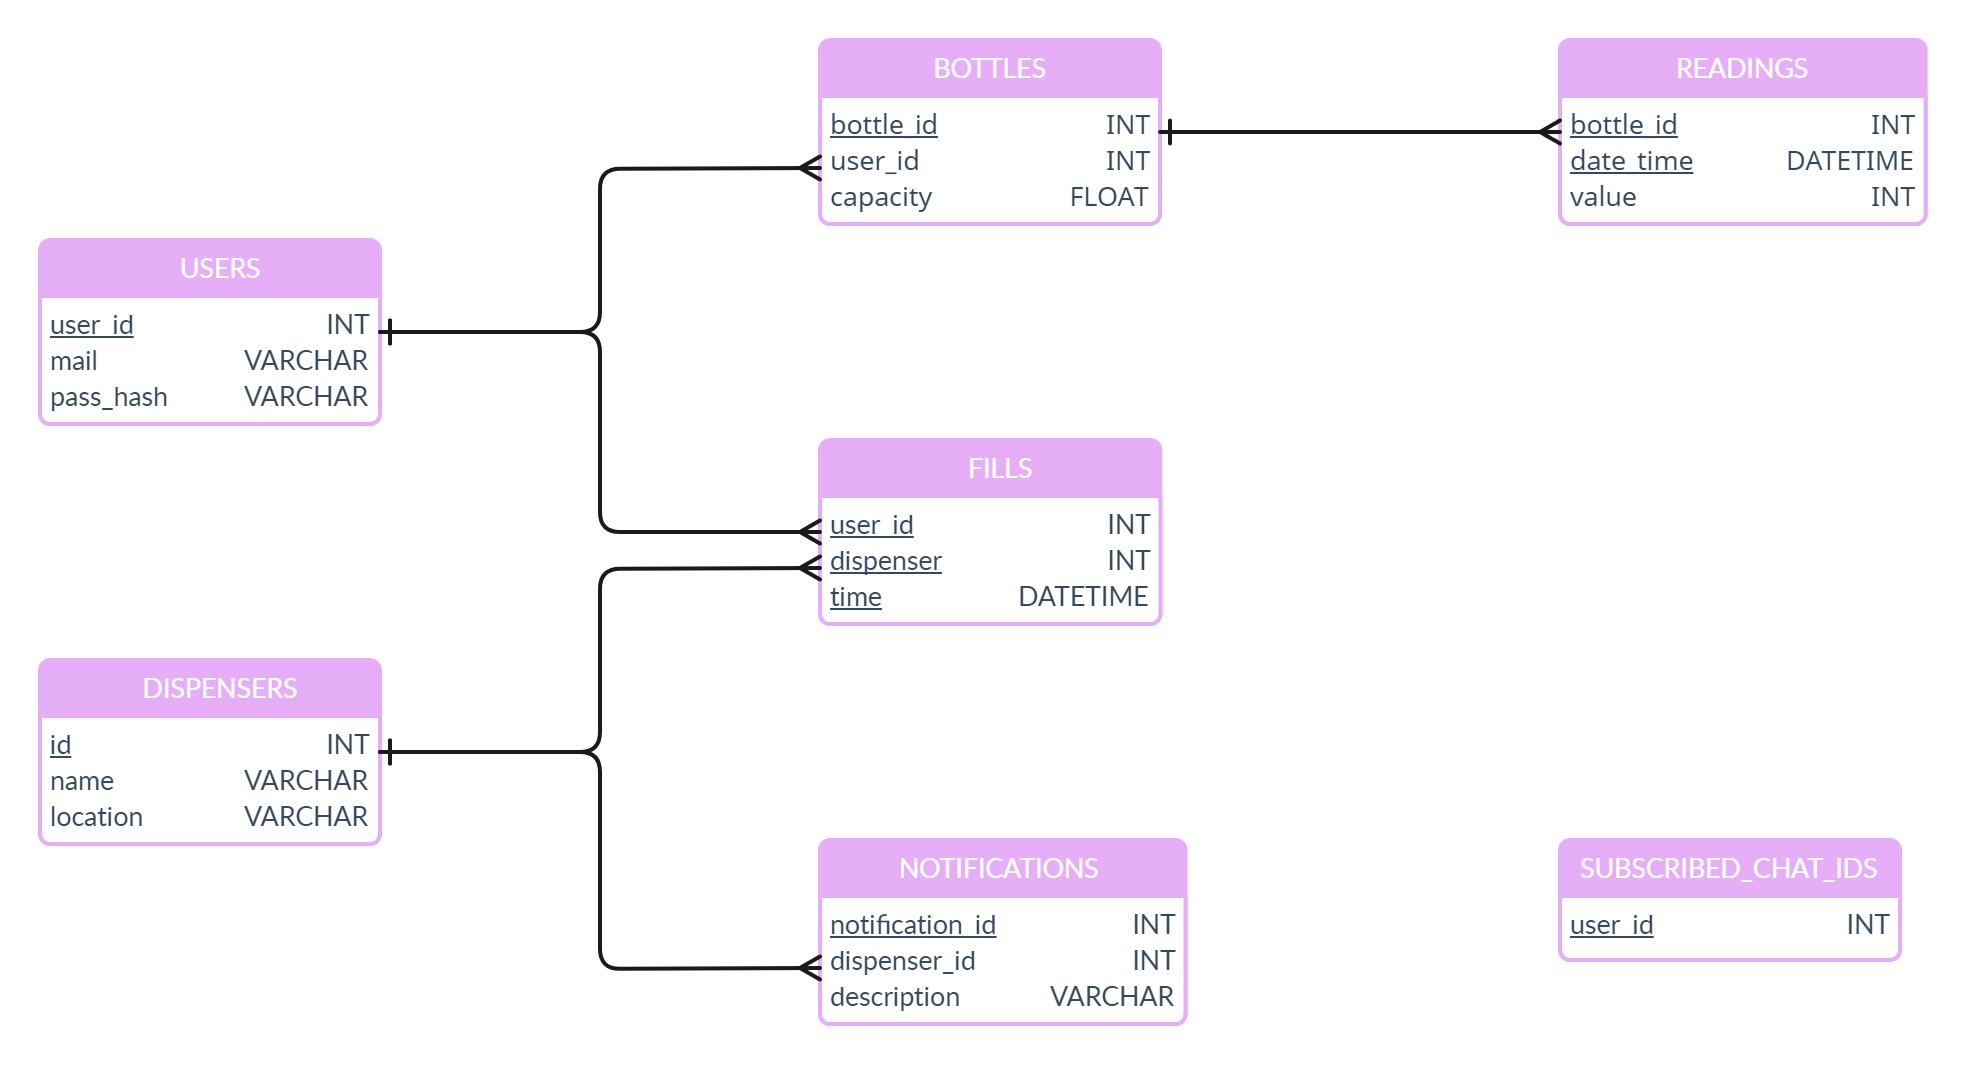 BOTTLES
bottle_id INT
user_id INT
capacity FLOAT
READINGS
bottle_id INT
date_time DATETIME
value INT
USERS
user_id INT
mail VARCHAR
pass_hash VARCHAR
FILLS
user_id INT
dispenser INT
time DATETIME
DISPENSERS
id INT
name VARCHAR
location VARCHAR
NOTIFICATIONS
notification_id INT
dispenser_id INT
description VARCHAR
SUBSCRIBED_CHAT_IDS
user_id INT